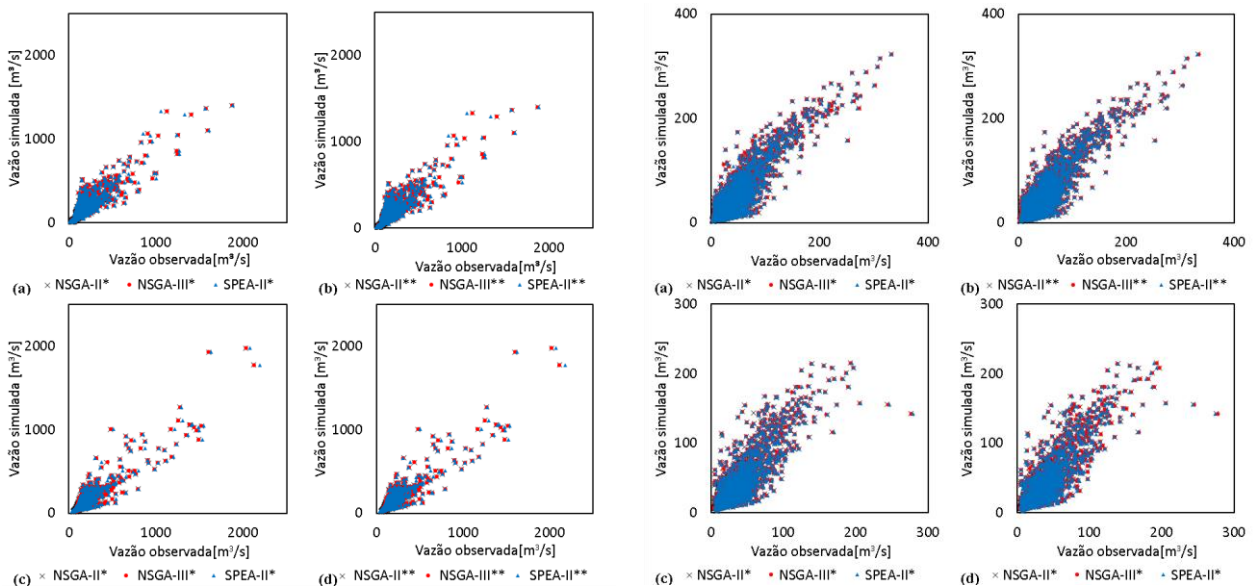 Vazão simulada [m³/s]
2000
1000
0
0 1000 2000
Vazão observada[m³/s]
(a) × NSGA-II* ● NSGA-III* ▲ SPEA-II*
Vazão simulada [m³/s]
2000
1000
0
0 1000 2000
Vazão observada[m³/s]
(b) × NSGA-II** ● NSGA-III** ▲ SPEA-II**
Vazão simulada [m³/s]
400
200
0
0 200 400
Vazão observada[m³/s]
(a) × NSGA-II* ● NSGA-III* ▲ SPEA-II*
Vazão simulada [m³/s]
400
200
0
0 200 400
Vazão observada[m³/s]
(b) × NSGA-II** ● NSGA-III** ▲ SPEA-II**
Vazão simulada [m³/s]
2000
1000
0
0 1000 2000
Vazão observada[m³/s]
(c) × NSGA-II* ● NSGA-III* ▲ SPEA-II*
Vazão simulada [m³/s]
2000
1000
0
0 1000 2000
Vazão observada[m³/s]
(d) × NSGA-II** ● NSGA-III** ▲ SPEA-II**
Vazão simulada [m³/s]
300
200
100
0
0 100 200 300
Vazão observada[m³/s]
(c) × NSGA-II* ● NSGA-III* ▲ SPEA-II*
Vazão simulada [m³/s]
300
200
100
0
0 100 200 300
Vazão observada[m³/s]
(d) × NSGA-II** ● NSGA-III** ▲ SPEA-II**